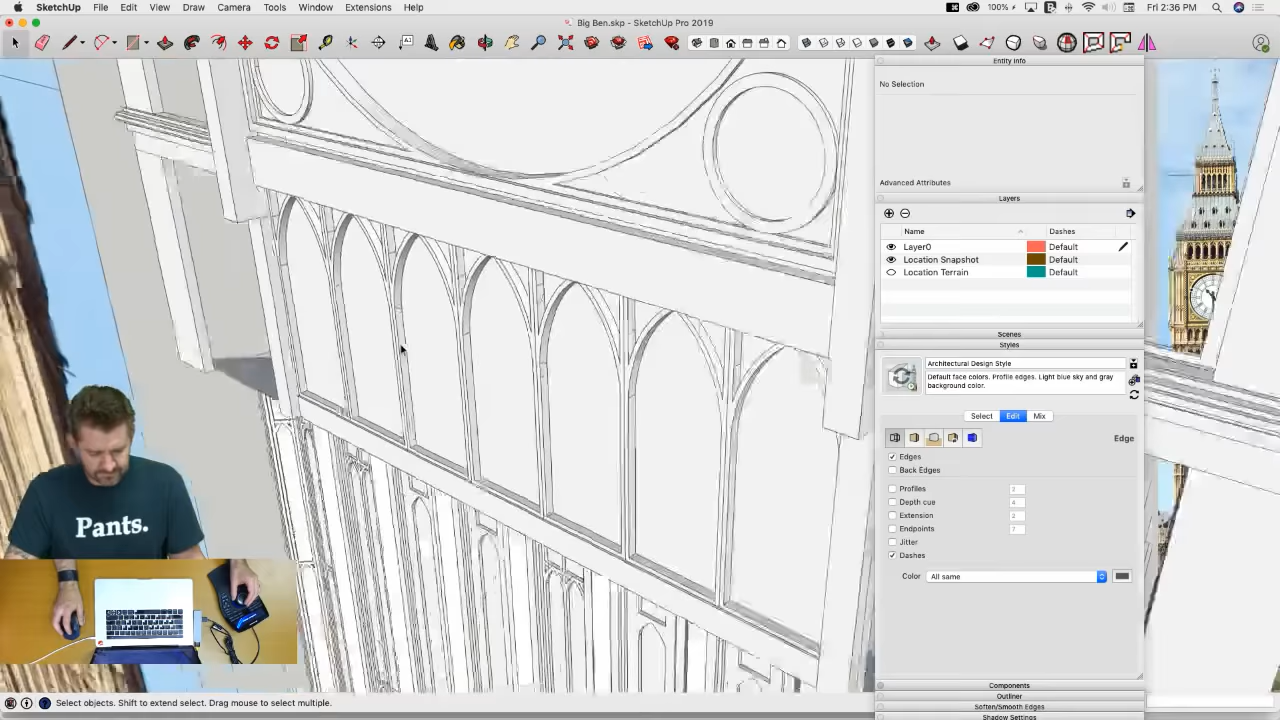 SketchUp File Edit View Draw Camera Tools Window Extensions Help 100% Fri 2:36 PM
Big Ben.skp - SketchUp Pro 2019
Entity Info
No Selection
Advanced Attributes
Layers
Name Dashes
Layer0 Default
Location Snapshot Default
Location Terrain Default
Scenes
Styles
Architectural Design Style
Default face colors. Profile edges. Light blue sky and gray
background color.
Select Edit Mix
Edge
Edges
Back Edges
Profiles 2
Depth cue 4
Extension 3
Endpoints 7
Jitter
Dashes
Color All same
Pants.
Components
Outliner
Soften/Smooth Edges
Shadow Settings
Select objects. Shift to extend select. Drag mouse to select multiple.